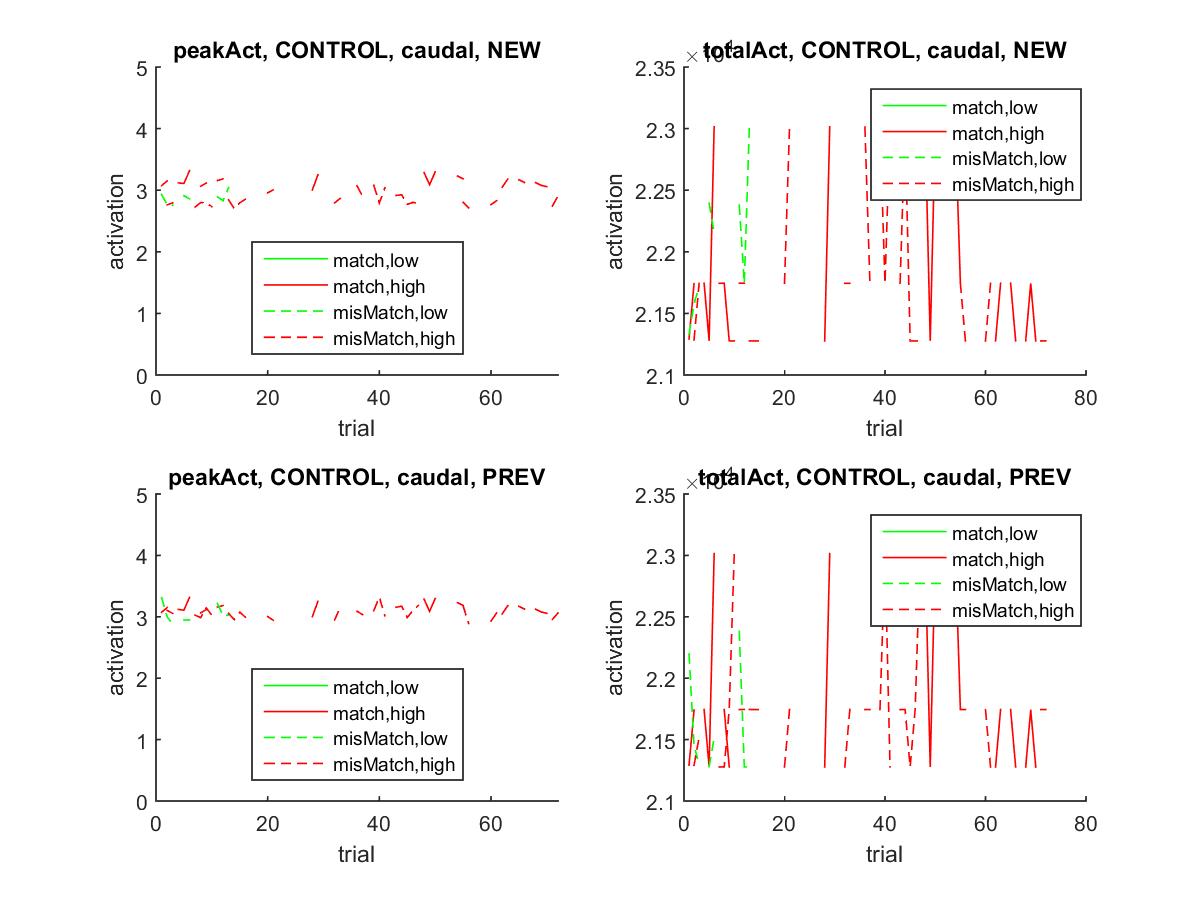 peakAct, CONTROL, caudal, NEW
5
4
3
2
1
0
activation
match,low
match,high
misMatch,low
misMatch,high
0 20 40 60
trial
totalAct, CONTROL, caudal, NEW
2.35
2.3
2.25
2.2
2.15
2.1
activation
match,low
match,high
misMatch,low
misMatch,high
0 20 40 60 80
trial
peakAct, CONTROL, caudal, PREV
5
4
3
2
1
0
activation
match,low
match,high
misMatch,low
misMatch,high
0 20 40 60
trial
×10⁴
totalAct, CONTROL, caudal, PREV
2.35
2.3
2.25
2.2
2.15
2.1
activation
match,low
match,high
misMatch,low
misMatch,high
0 20 40 60 80
trial